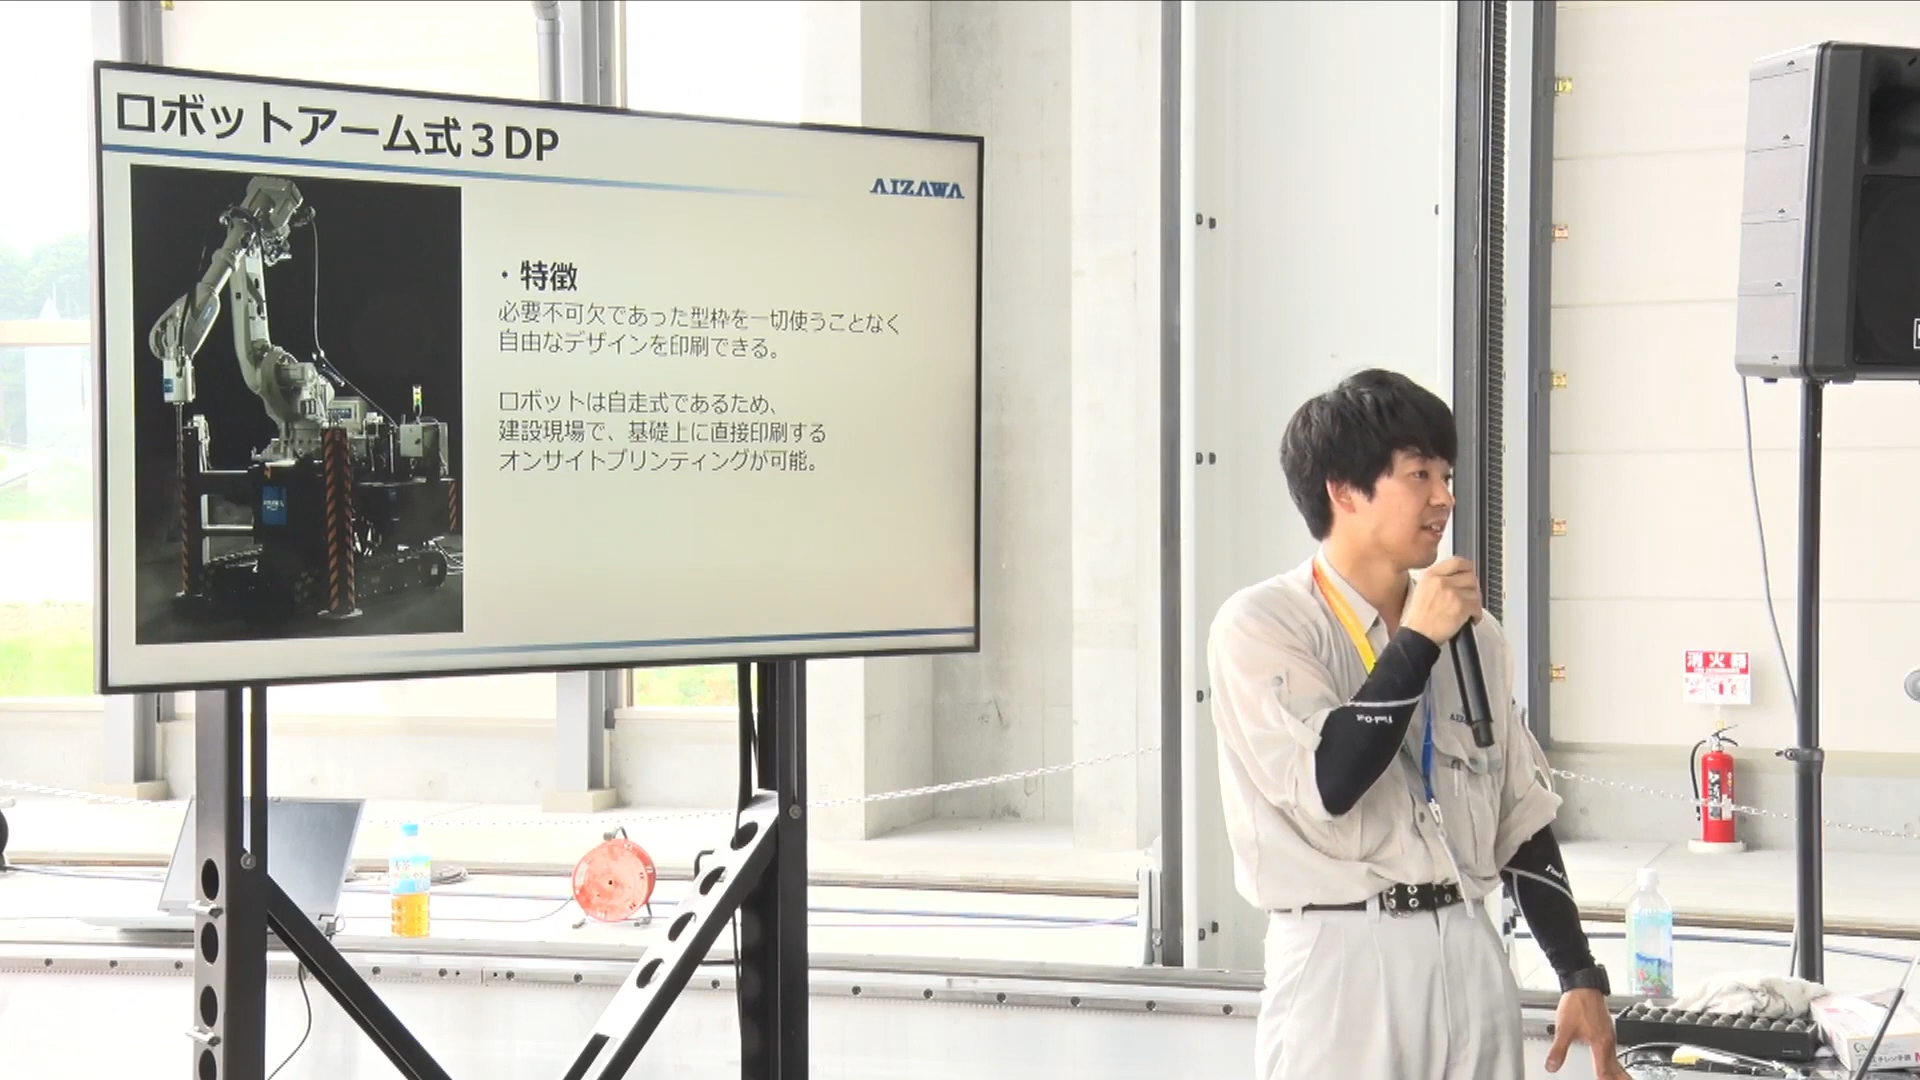 ロボットアーム式３DP
AIZAWA
・特徴
必要不可欠であった型枠を一切使うことなく
自由なデザインを印刷できる。
ロボットは自走式であるため、
建設現場で、基礎上に直接印刷する
オンサイトプリンティングが可能。
消火器